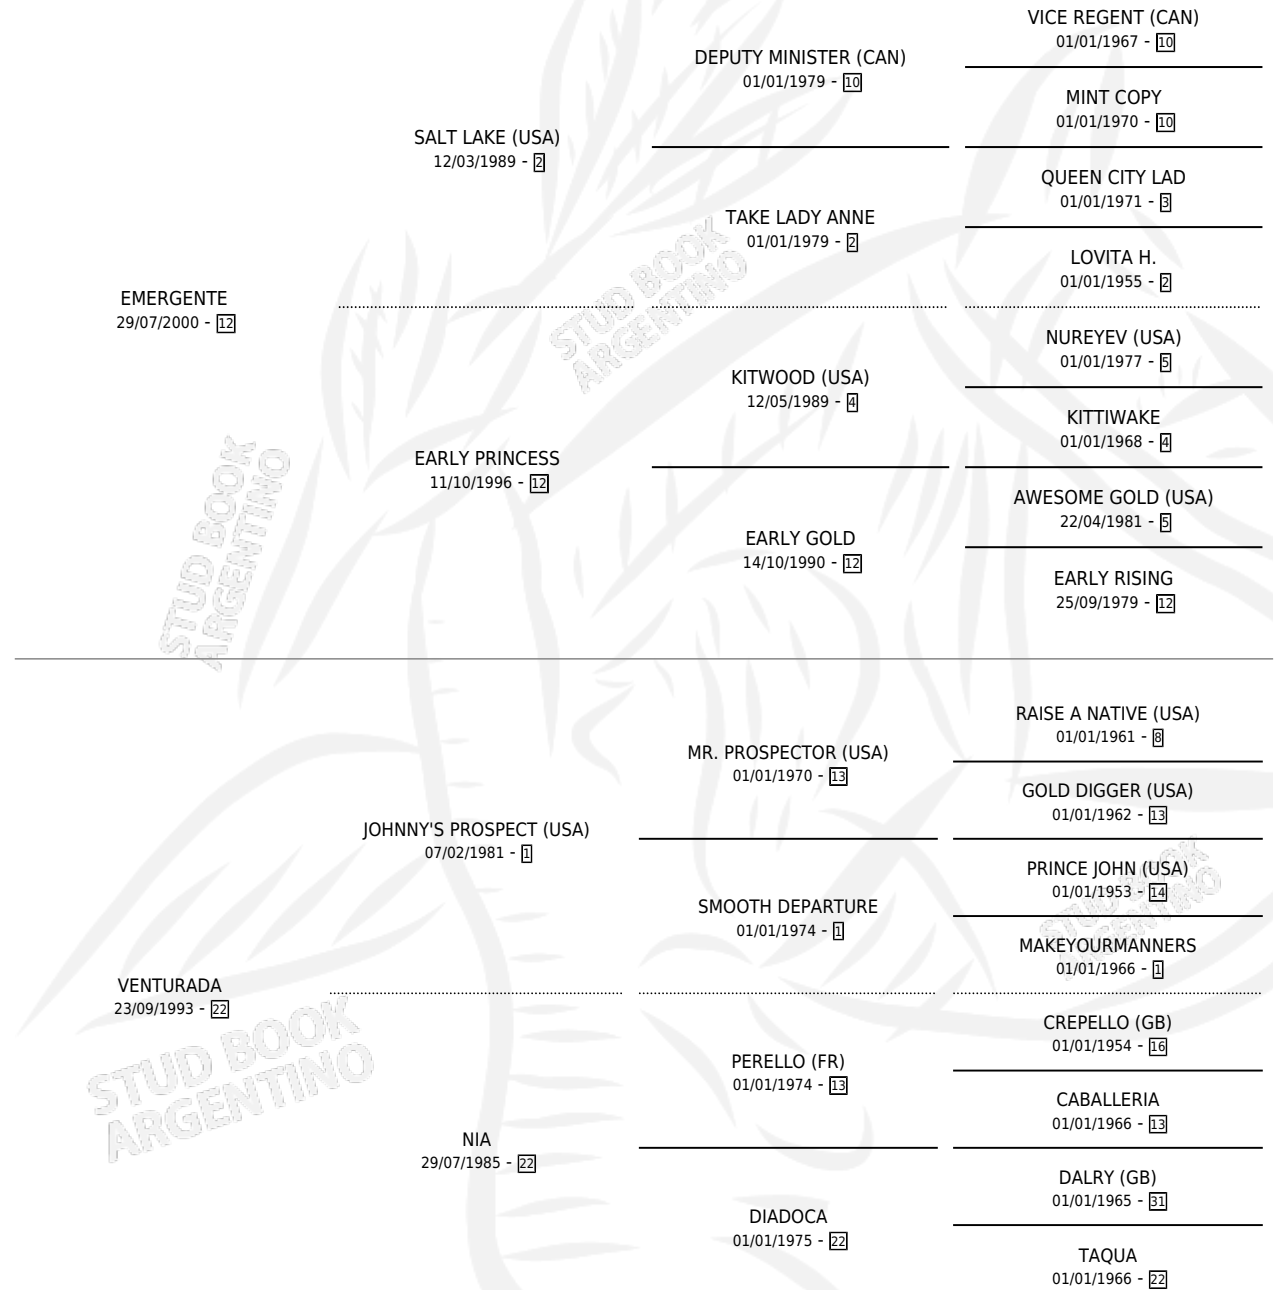 VICE REGENT (CAN)
01/01/1967 - 10
DEPUTY MINISTER (CAN)
01/01/1979 - 10
MINT COPY
01/01/1970 - 10
SALT LAKE (USA)
12/03/1989 - 2
QUEEN CITY LAD
01/01/1971 - 3
TAKE LADY ANNE
01/01/1979 - 2
LOVITA H.
01/01/1955 - 2
EMERGENTE
29/07/2000 - 12
STUD BOOK
ARGENTINO
NUREYEV (USA)
01/01/1977 - 5
KITWOOD (USA)
12/05/1989 - 4
KITTIWAKE
01/01/1968 - 4
EARLY PRINCESS
11/10/1996 - 12
AWESOME GOLD (USA)
22/04/1981 - 5
EARLY GOLD
14/10/1990 - 12
EARLY RISING
25/09/1979 - 12
STUD BOOK
ARGENTINO
RAISE A NATIVE (USA)
01/01/1961 - 8
MR. PROSPECTOR (USA)
01/01/1970 - 13
GOLD DIGGER (USA)
01/01/1962 - 13
JOHNNY'S PROSPECT (USA)
07/02/1981 - 1
PRINCE JOHN (USA)
01/01/1953 - 14
SMOOTH DEPARTURE
01/01/1974 - 1
STUD BOOK
ARGENTINO
MAKEYOURMANNERS
01/01/1966 - 1
VENTURADA
23/09/1993 - 22
STUD BOOK
ARGENTINO
CREPELLO (GB)
01/01/1954 - 16
PERELLO (FR)
01/01/1974 - 13
CABALLERIA
01/01/1966 - 13
NIA
29/07/1985 - 22
DALRY (GB)
01/01/1965 - 31
DIADOCA
01/01/1975 - 22
TAQUA
01/01/1966 - 22